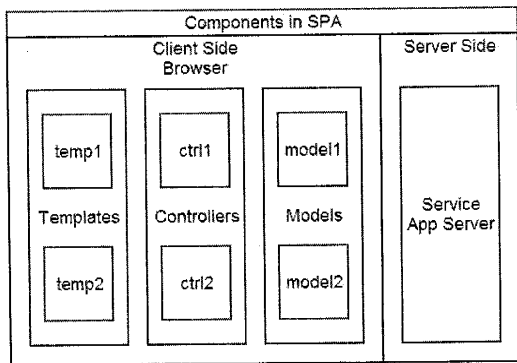 Components in SPA
Client Side
Browser
Server Side
temp1
ctrl1
model1
Templates
Controllers
Models
Service
App Server
temp2
ctrl2
model2